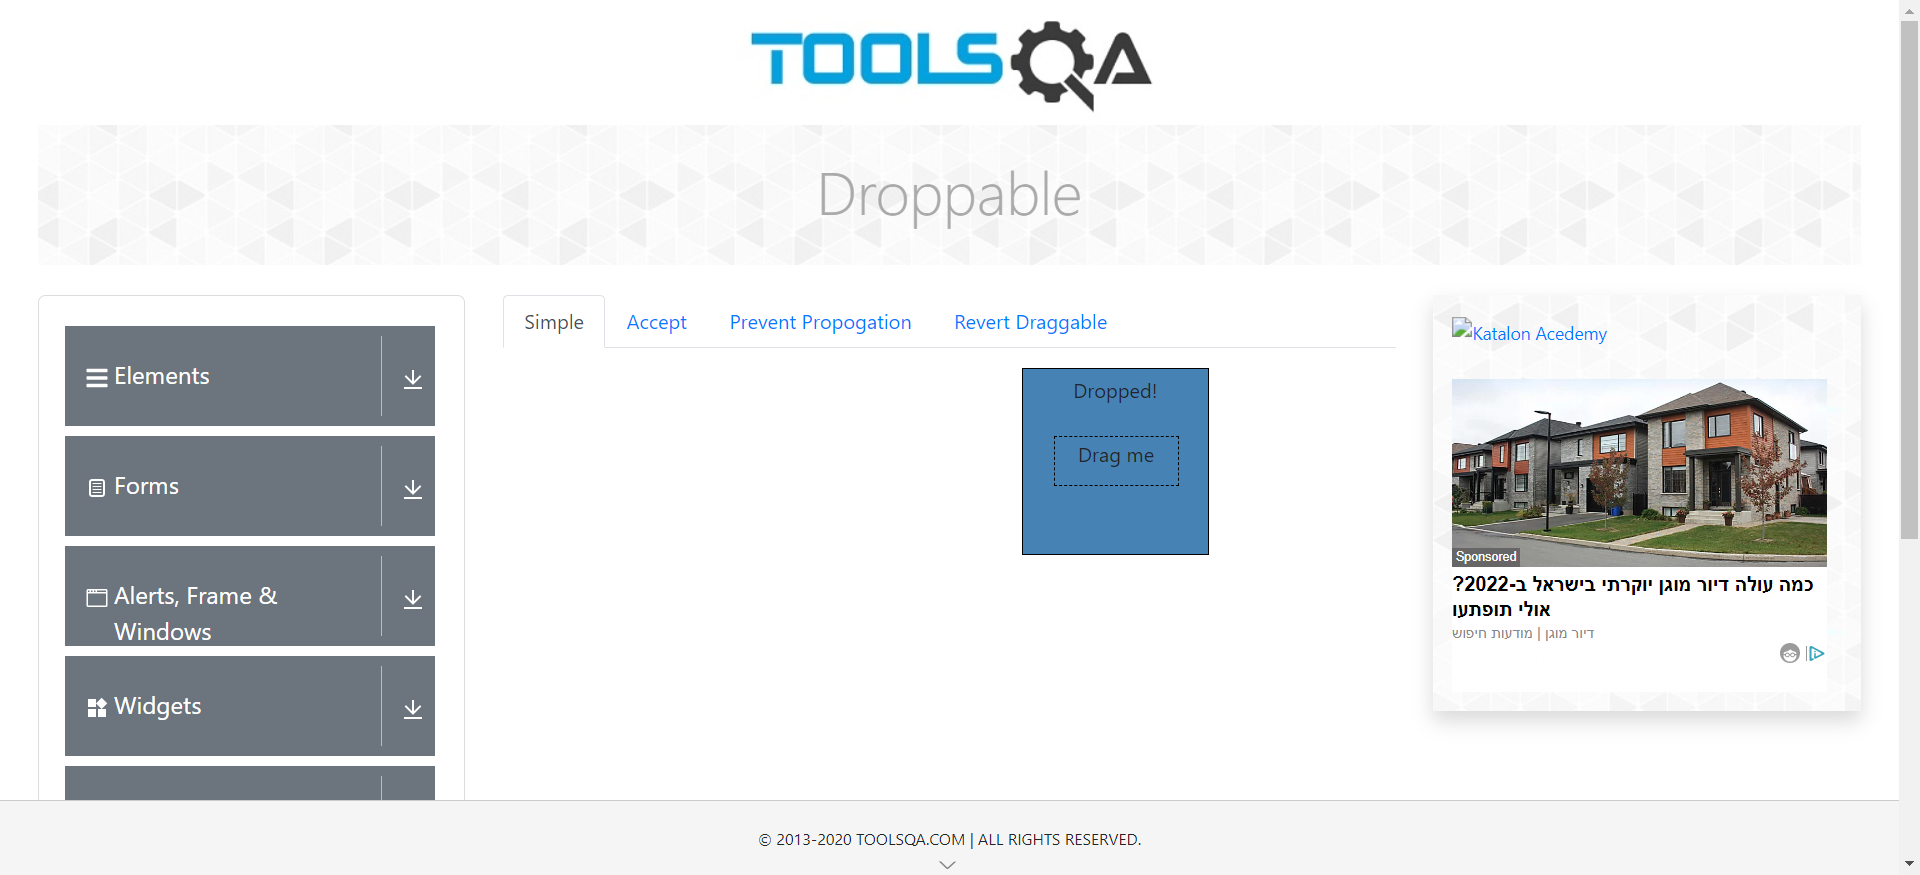 TOOLSQA
Droppable
Elements
Forms
Alerts, Frame &
Windows
Widgets
Simple
Accept
Prevent Propogation
Revert Draggable
Dropped!
Drag me
Katalon Acedemy
Sponsored
כמה עולה דיור מוגן יוקרתי בישראל ב-2022?
אולי תופתעו
דיור מוגן | מודעות חיפוש
© 2013-2020 TOOLSQA.COM | ALL RIGHTS RESERVED.